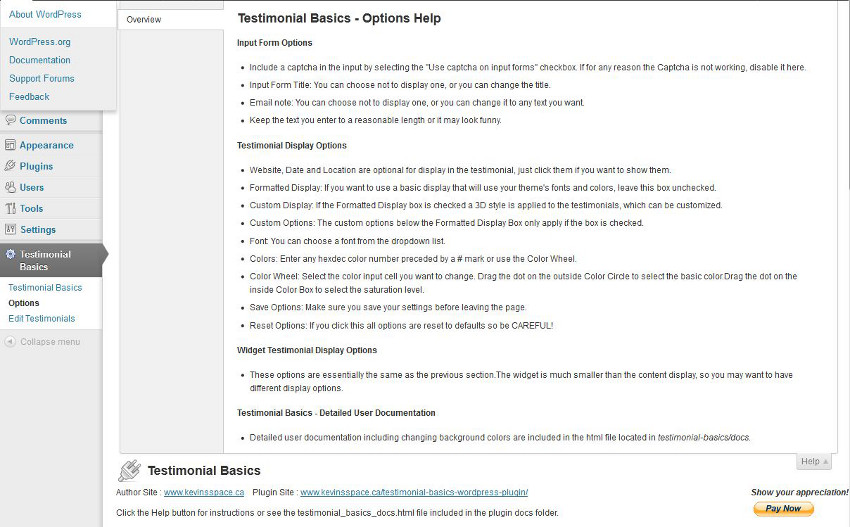 About WordPress
WordPress.org
Documentation
Support Forums
Feedback
Comments
Appearance
Plugins
Users
Tools
Settings
Testimonial
Basics
Testimonial Basics
Options
Edit Testimonials
Collapse menu
Overview
Testimonial Basics - Options Help
Input Form Options
• Include a captcha in the input by selecting the "Use captcha on input forms" checkbox. If for any reason the Captcha is not working, disable it here.
• Input Form Title: You can choose not to display one, or you can change the title.
• Email note: You can choose not to display one, or you can change it to any text you want.
• Keep the text you enter to a reasonable length or it may look funny.
Testimonial Display Options
• Website, Date and Location are optional for display in the testimonial, just click them if you want to show them.
• Formatted Display: If you want to use a basic display that will use your theme's fonts and colors, leave this box unchecked.
• Custom Display: If the Formatted Display box is checked a 3D style is applied to the testimonials, which can be customized.
• Custom Options: The custom options below the Formatted Display Box only apply if the box is checked.
• Font: You can choose a font from the dropdown list.
• Colors: Enter any hexdec color number preceded by a # mark or use the Color Wheel.
• Color Wheel: Select the color input cell you want to change. Drag the dot on the outside Color Circle to select the basic color.Drag the dot on the
inside Color Box to select the saturation level.
• Save Options: Make sure you save your settings before leaving the page.
• Reset Options: If you click this all options are reset to defaults so be CAREFUL!
Widget Testimonial Display Options
• These options are essentially the same as the previous section.The widget is much smaller than the content display, so you may want to have
different display options.
Testimonial Basics - Detailed User Documentation
• Detailed user documentation including changing background colors are included in the html file located in testimonial-basics/docs.
Help
Testimonial Basics
Author Site : www.kevinsspace.ca Plugin Site : www.kevinsspace.ca/testimonial-basics-wordpress-plugin/
Show your appreciation!
Pay Now
Click the Help button for instructions or see the testimonial_basics_docs.html file included in the plugin docs folder.